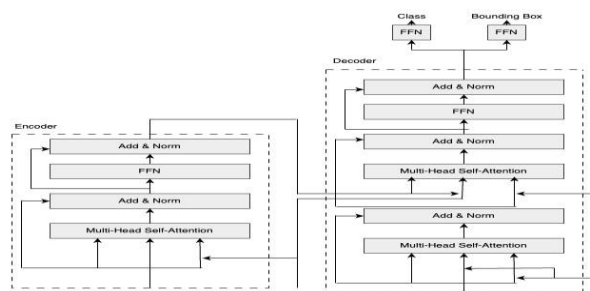 Class Bounding Box
FFN FFN
Decoder
Add & Norm
FFN
Add & Norm
Multi-Head Self-Attention
Add & Norm
Multi-Head Self-Attention
Encoder
Add & Norm
FFN
Add & Norm
Multi-Head Self-Attention